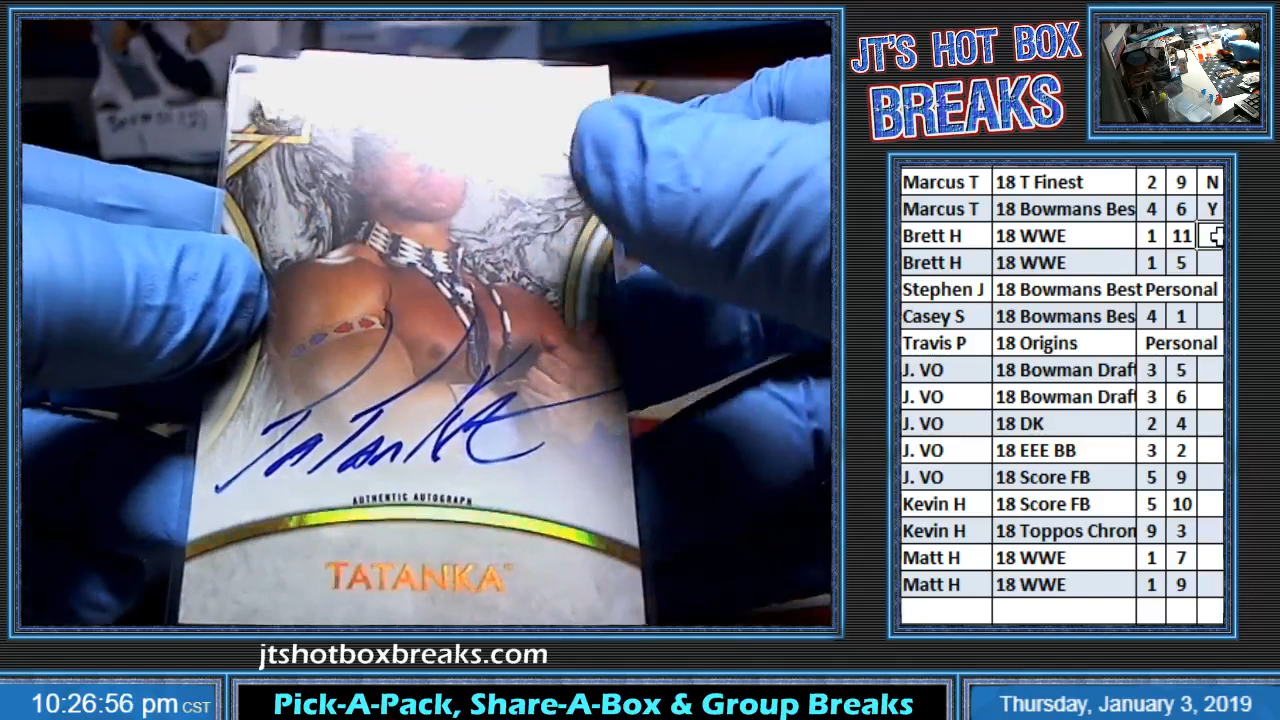 JT'S HOT BOX
BREAKS
TaTanKa
AUTHENTIC AUTOGRAPH
TATANKA
Marcus T 18 T Finest 2 9 N
Marcus T 18 Bowmans Bes 4 6 Y
Brett H 18 WWE 1 11
Brett H 18 WWE 1 5
Stephen J 18 Bowmans Best Personal
Casey S 18 Bowmans Bes 4 1
Travis P 18 Origins Personal
J. VO 18 Bowman Draft 3 5
J. VO 18 Bowman Draft 3 6
J. VO 18 DK 2 4
J. VO 18 EEE BB 3 2
J. VO 18 Score FB 5 9
Kevin H 18 Score FB 5 10
Kevin H 18 Toppos Chron 9 3
Matt H 18 WWE 1 7
Matt H 18 WWE 1 9
jtshotboxbreaks.com
10:26:56 pm CST
Pick-A-Pack, Share-A-Box & Group Breaks
Thursday, January 3, 2019